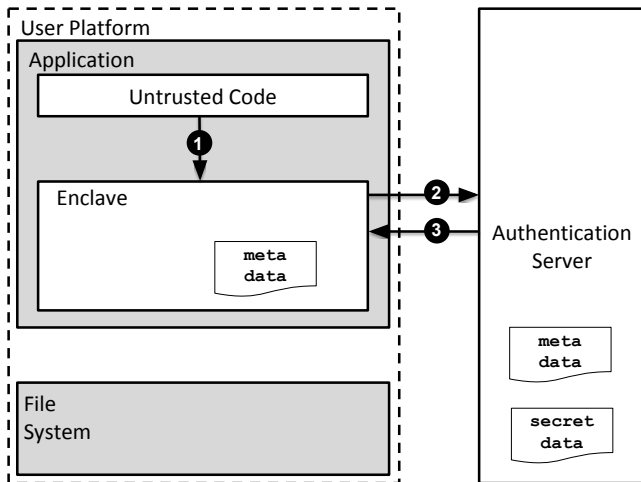 User Platform
Application
Untrusted Code
1
Enclave
2
3
meta
data
Authentication
Server
meta
data
File
System
secret
data